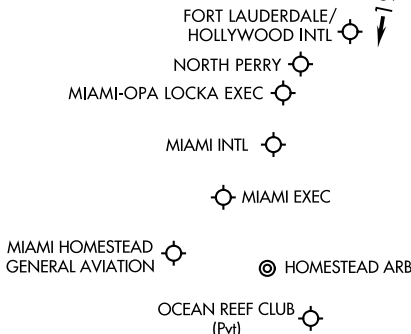 FORT LAUDERDALE/
HOLLYWOOD INTL
NORTH PERRY
MIAMI-OPA LOCKA EXEC
MIAMI INTL
MIAMI EXEC
MIAMI HOMESTEAD
GENERAL AVIATION
HOMESTEAD ARB
OCEAN REEF CLUB
(Pvt)